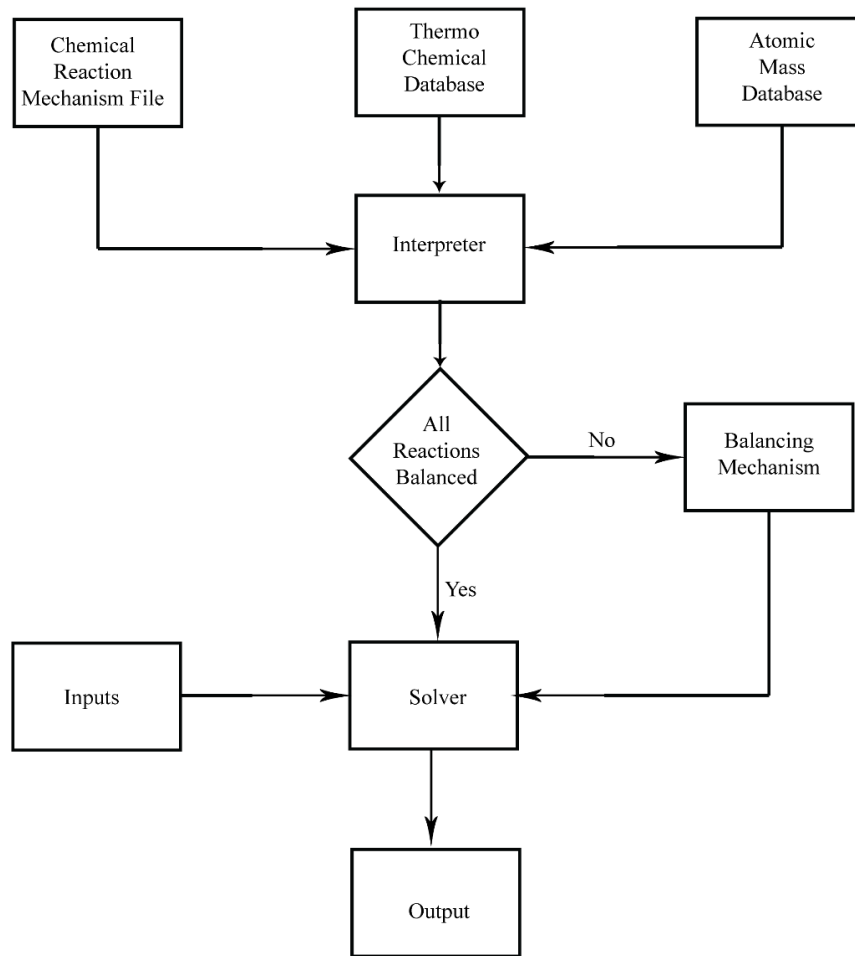 Chemical
Reaction
Mechanism File
Thermo
Chemical
Database
Atomic
Mass
Database
Interpreter
All
Reactions
Balanced
No
Balancing
Mechanism
Yes
Inputs
Solver
Output